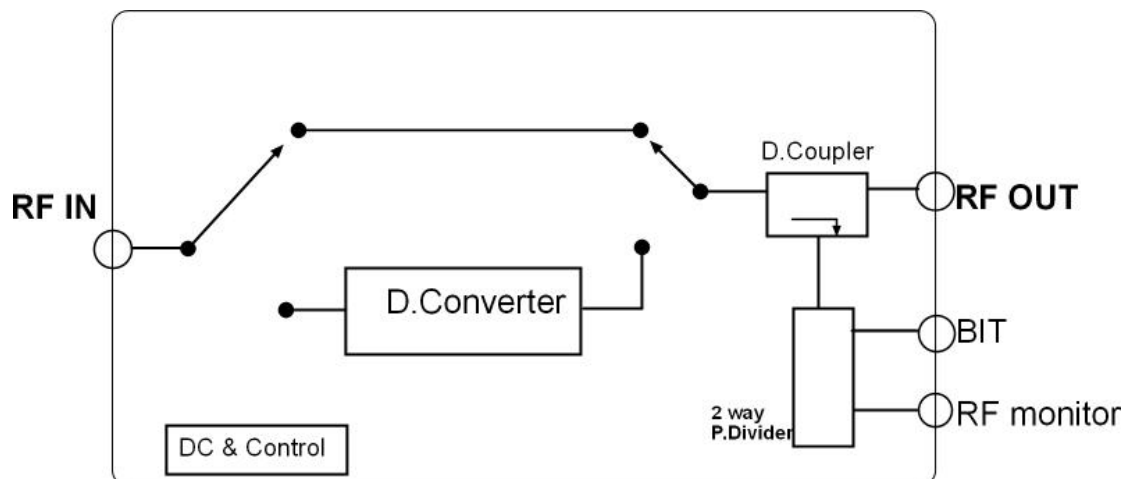 D.Coupler
RF IN
RF OUT
D.Converter
BIT
2 way
P.Divider
RF monitor
DC & Control